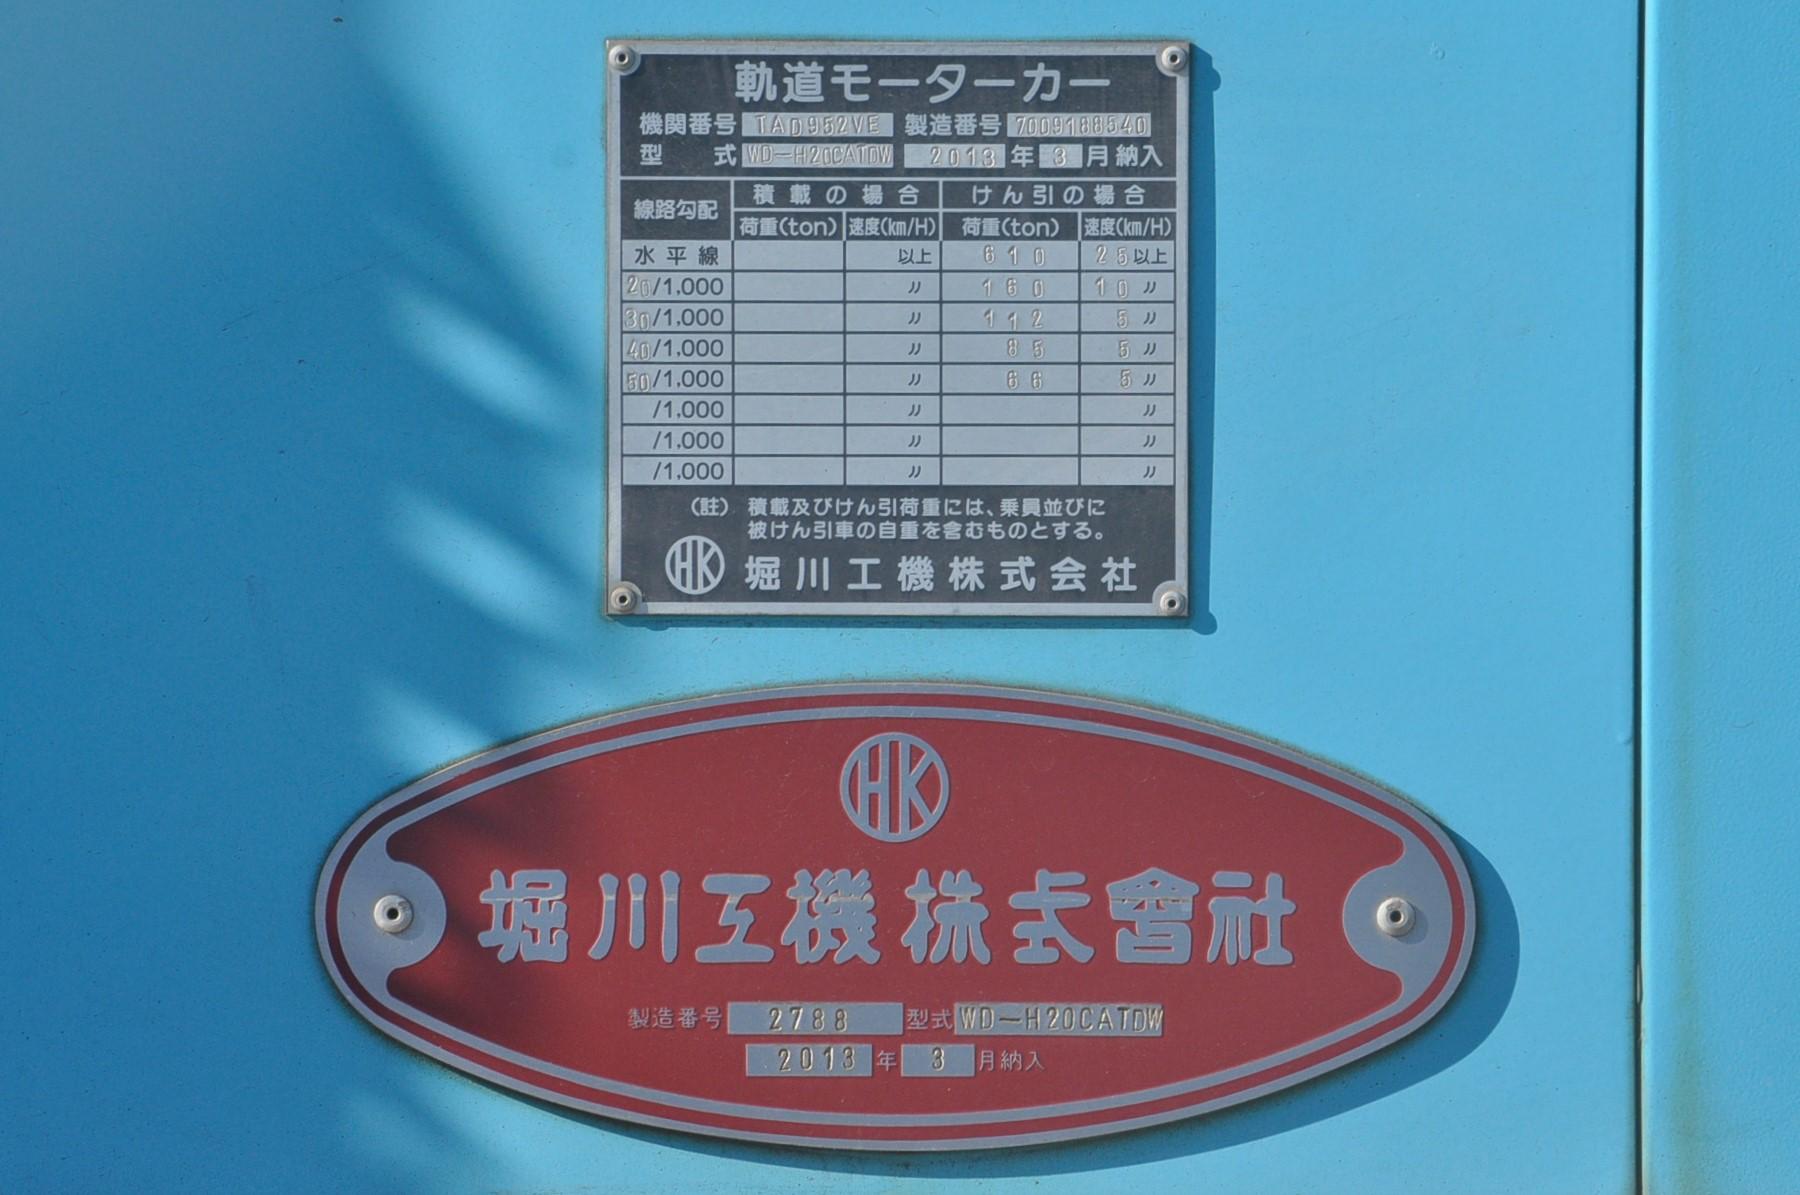 軌道モーターカー
機関番号 TAD952VE 製造番号 7009188540
型式 WD-H20CATDW 2013年3月納入
線路勾配 積載の場合 けん引の場合
荷重(ton) 速度(km/H) 荷重(ton) 速度(km/H)
水平線 以上 610 25以上
20/1,000 〃 160 10〃
30/1,000 〃 112 5〃
40/1,000 〃 85 5〃
50/1,000 〃 66 5〃
/1,000 〃 〃
/1,000 〃 〃
/1,000 〃 〃
(註) 積載及びけん引荷重には、乗員並びに
被けん引車の自重を含むものとする。
HK 堀川工機株式会社
HK
堀川工機株式會社
製造番号 2788 型式 WD-H20CATDW
2013年3月納入